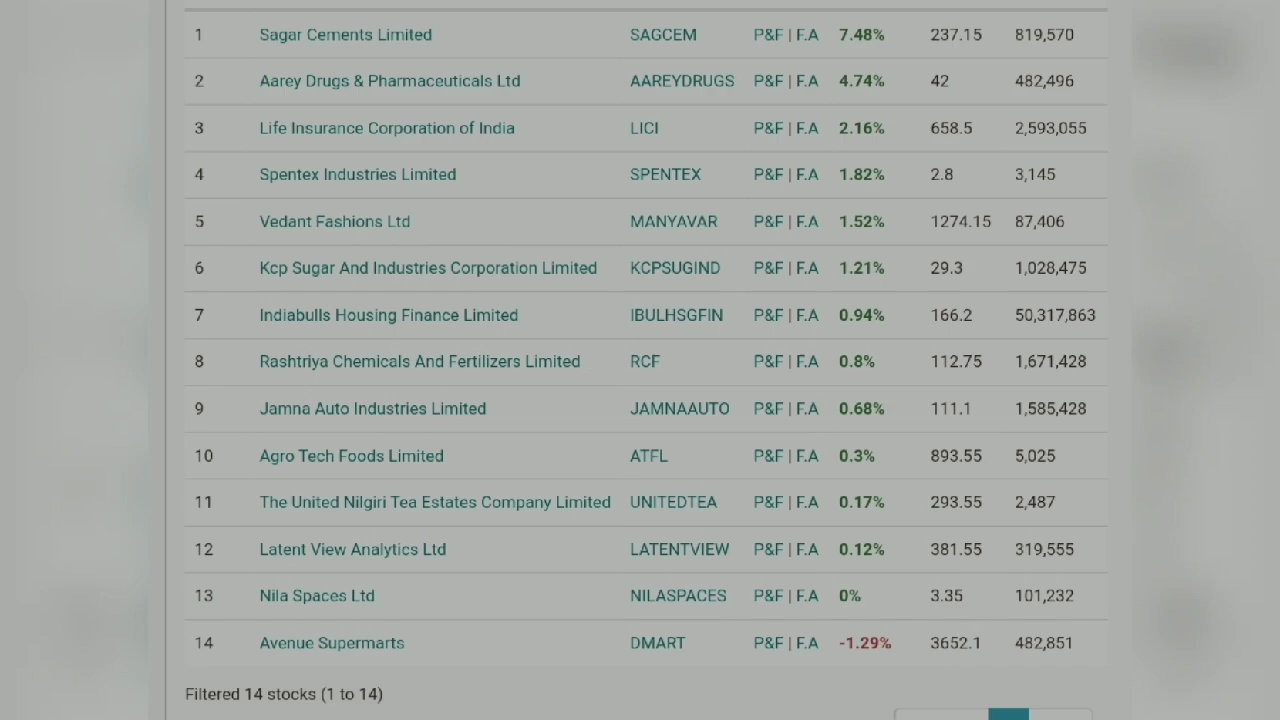 1 Sagar Cements Limited SAGCEM P&F | F.A 7.48% 237.15 819,570
2 Aarey Drugs & Pharmaceuticals Ltd AAREYDRUGS P&F | F.A 4.74% 42 482,496
3 Life Insurance Corporation of India LICI P&F | F.A 2.16% 658.5 2,593,055
4 Spentex Industries Limited SPENTEX P&F | F.A 1.82% 2.8 3,145
5 Vedant Fashions Ltd MANYAVAR P&F | F.A 1.52% 1274.15 87,406
6 Kcp Sugar And Industries Corporation Limited KCPSUGIND P&F | F.A 1.21% 29.3 1,028,475
7 Indiabulls Housing Finance Limited IBULHSGFIN P&F | F.A 0.94% 166.2 50,317,863
8 Rashtriya Chemicals And Fertilizers Limited RCF P&F | F.A 0.8% 112.75 1,671,428
9 Jamna Auto Industries Limited JAMNAAUTO P&F | F.A 0.68% 111.1 1,585,428
10 Agro Tech Foods Limited ATFL P&F | F.A 0.3% 893.55 5,025
11 The United Nilgiri Tea Estates Company Limited UNITEDTEA P&F | F.A 0.17% 293.55 2,487
12 Latent View Analytics Ltd LATENTVIEW P&F | F.A 0.12% 381.55 319,555
13 Nila Spaces Ltd NILASPACES P&F | F.A 0% 3.35 101,232
14 Avenue Supermarts DMART P&F | F.A -1.29% 3652.1 482,851
Filtered 14 stocks (1 to 14)